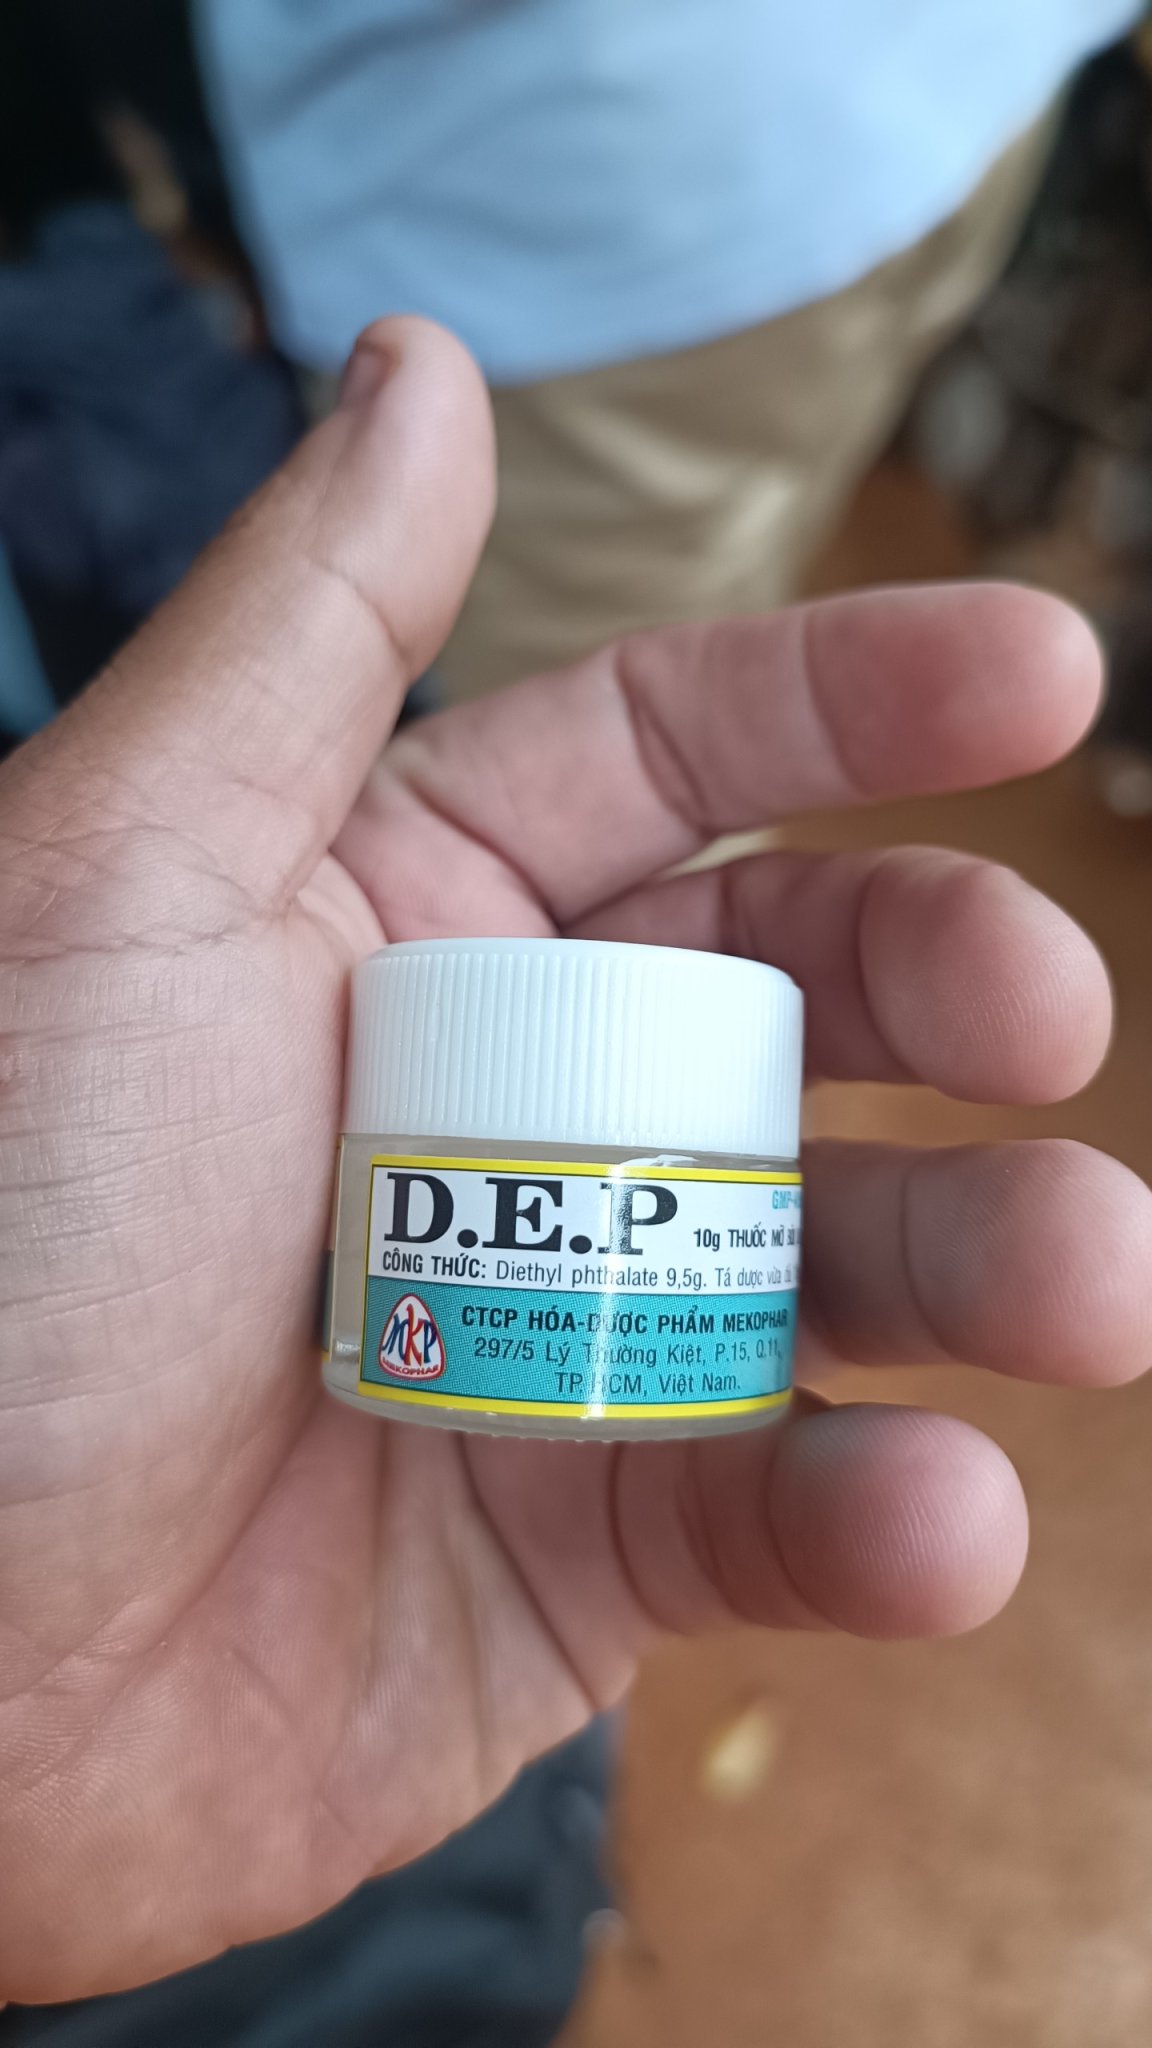 D.E.P
10g THUỐC MỠ
CÔNG THỨC: Diethyl phthalate 9,5g. Tá dược vừa đủ
MKP
MEKOPHAR
CTCP HÓA-DƯỢC PHẨM MEKOPHAR
297/5 Lý Thường Kiệt, P.15, Q.11,
TP. HCM, Việt Nam.